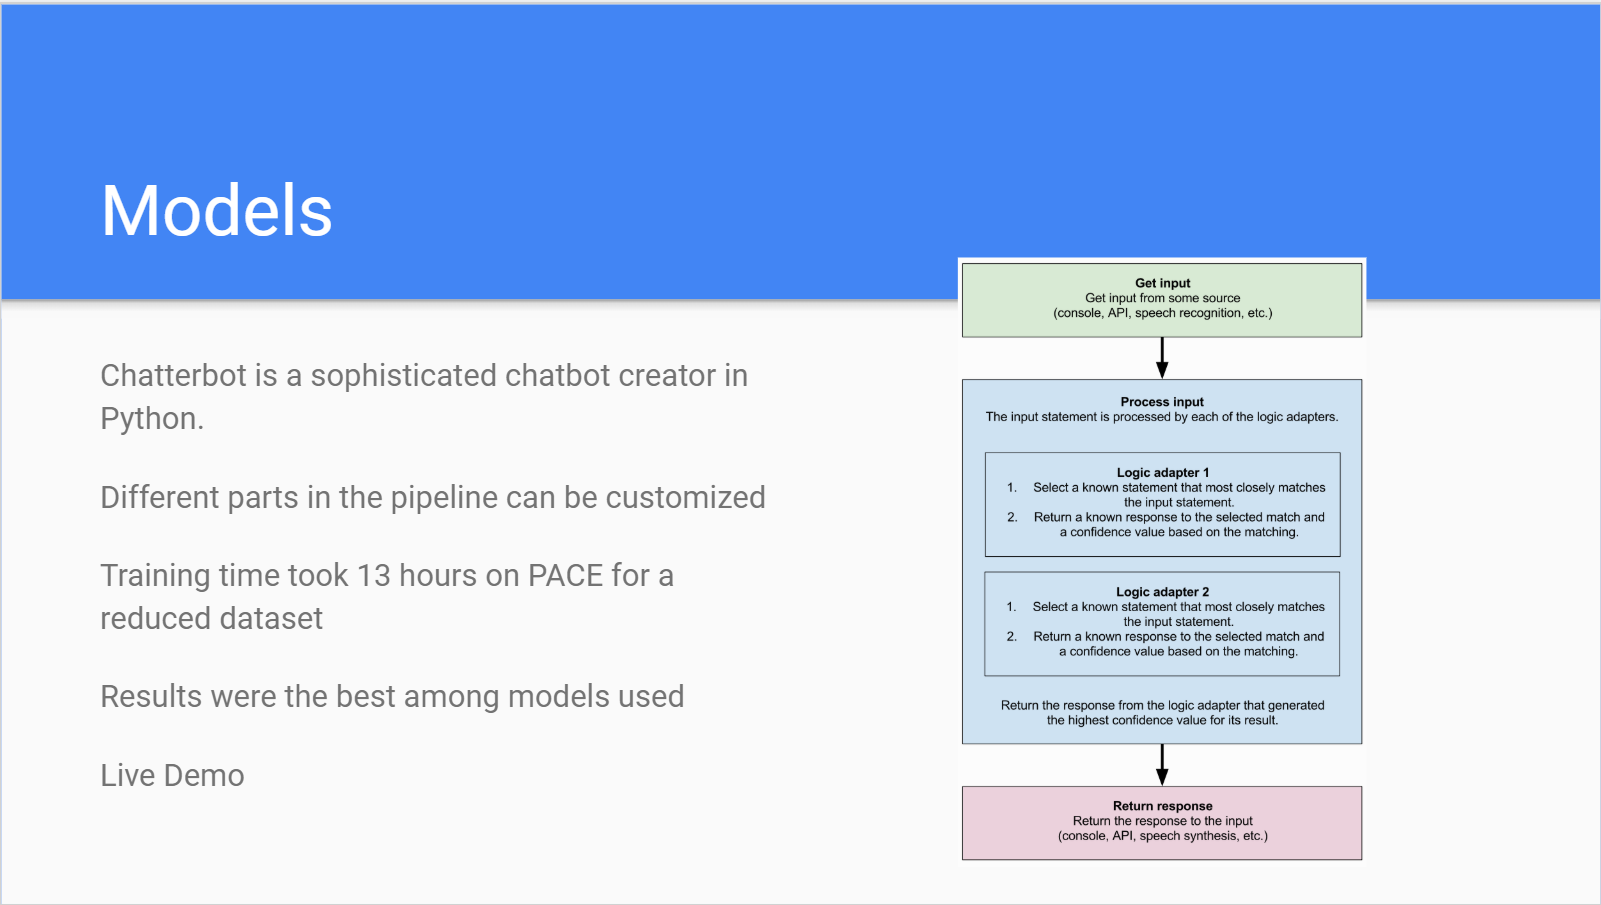 Models
Chatterbot is a sophisticated chatbot creator in
Python.
Different parts in the pipeline can be customized
Training time took 13 hours on PACE for a
reduced dataset
Results were the best among models used
Live Demo
Get input
Get input from some source
(console, API, speech recognition, etc.)
Process input
The input statement is processed by each of the logic adapters.
Logic adapter 1
1. Select a known statement that most closely matches
the input statement.
2. Return a known response to the selected match and
a confidence value based on the matching.
Logic adapter 2
1. Select a known statement that most closely matches
the input statement.
2. Return a known response to the selected match and
a confidence value based on the matching.
Return the response from the logic adapter that generated
the highest confidence value for its result.
Return response
Return the response to the input
(console, API, speech synthesis, etc.)